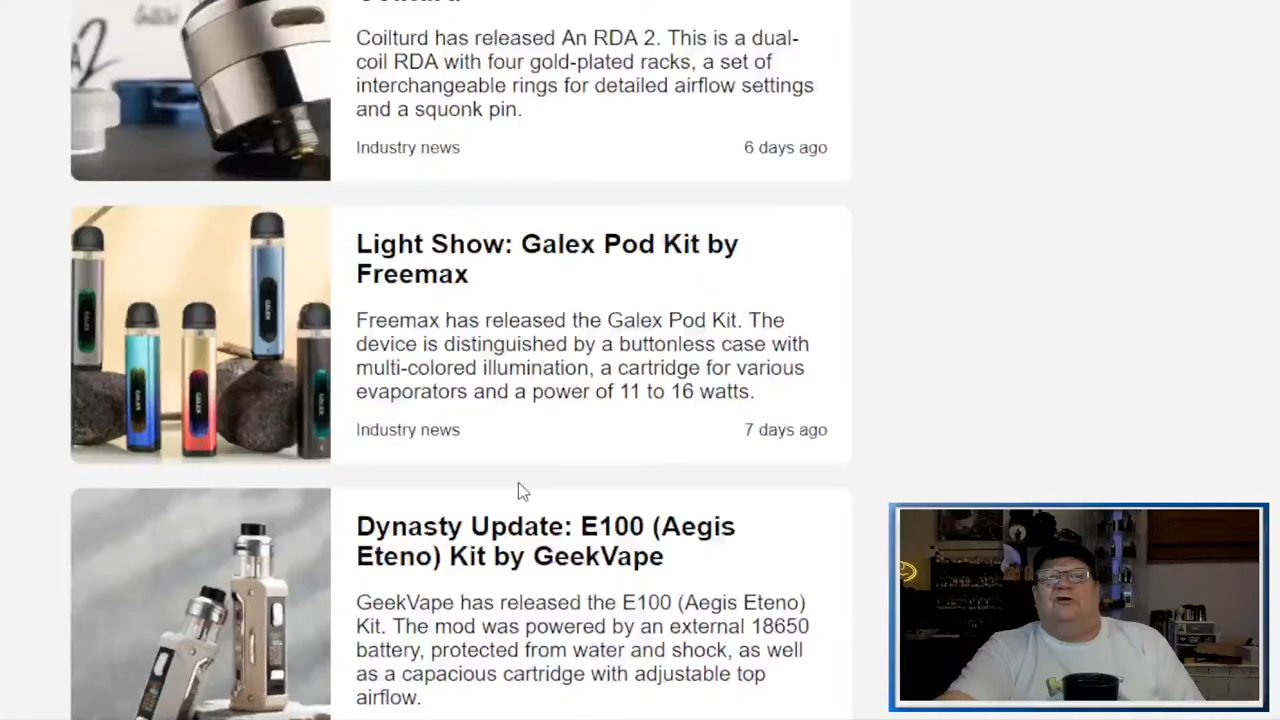 Coilturd has released An RDA 2. This is a dual-
coil RDA with four gold-plated racks, a set of
interchangeable rings for detailed airflow settings
and a squonk pin.
Industry news 6 days ago
Light Show: Galex Pod Kit by
Freemax
Freemax has released the Galex Pod Kit. The
device is distinguished by a buttonless case with
multi-colored illumination, a cartridge for various
evaporators and a power of 11 to 16 watts.
Industry news 7 days ago
Dynasty Update: E100 (Aegis
Eteno) Kit by GeekVape
GeekVape has released the E100 (Aegis Eteno)
Kit. The mod was powered by an external 18650
battery, protected from water and shock, as well
as a capacious cartridge with adjustable top
airflow.